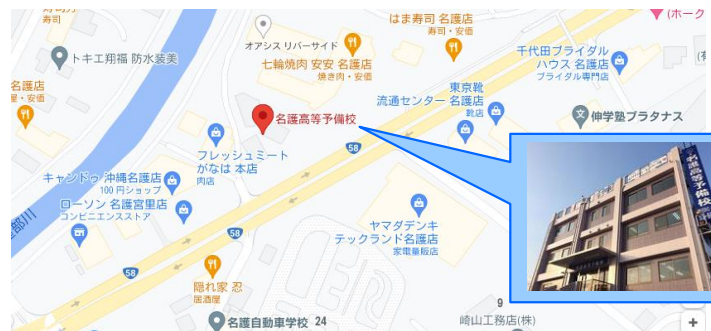 寿司
オアシス リバーサイド
はま寿司 名護店
寿司・安価
(ホーク
トキエ翔福 防水装美
七輪焼肉 安安 名護店
焼き肉・安価
千代田ブライダル
ハウス 名護店
ブライダル専門店
名護店
屋・安価
東京靴
流通センター 名護店
靴店
名護高等予備校
伸学塾プラタナス
58
フレッシュミート
がなは 本店
肉店
キャンドゥ 沖縄名護店
100 円ショップ
ローソン 名護宮里店
コンビニエンスストア
ヤマダデンキ
テックランド名護店
家電量販店
58
58
隠れ家 忍
居酒屋
名護自動車学校 24
9
崎山工務店(株)
名護高等予備校
+